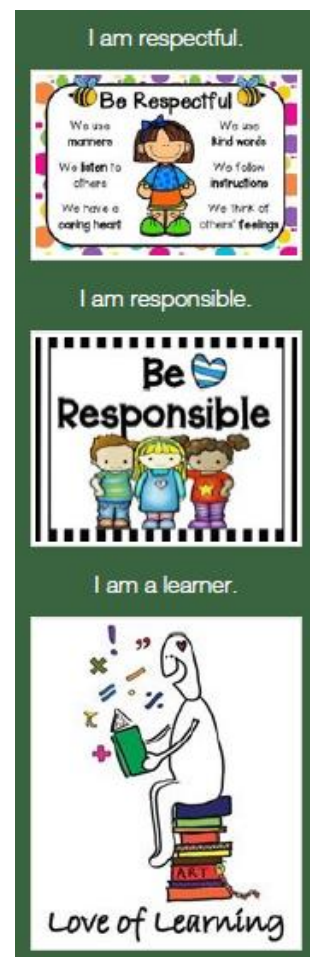 I am respectful.
Be Respectful
We use
manners
We use
kind words
We listen to
others
We follow
instructions
We have a
caring heart
We think of
others' feelings
I am responsible.
Be
Responsible
I am a learner.
ART
Love of Learning